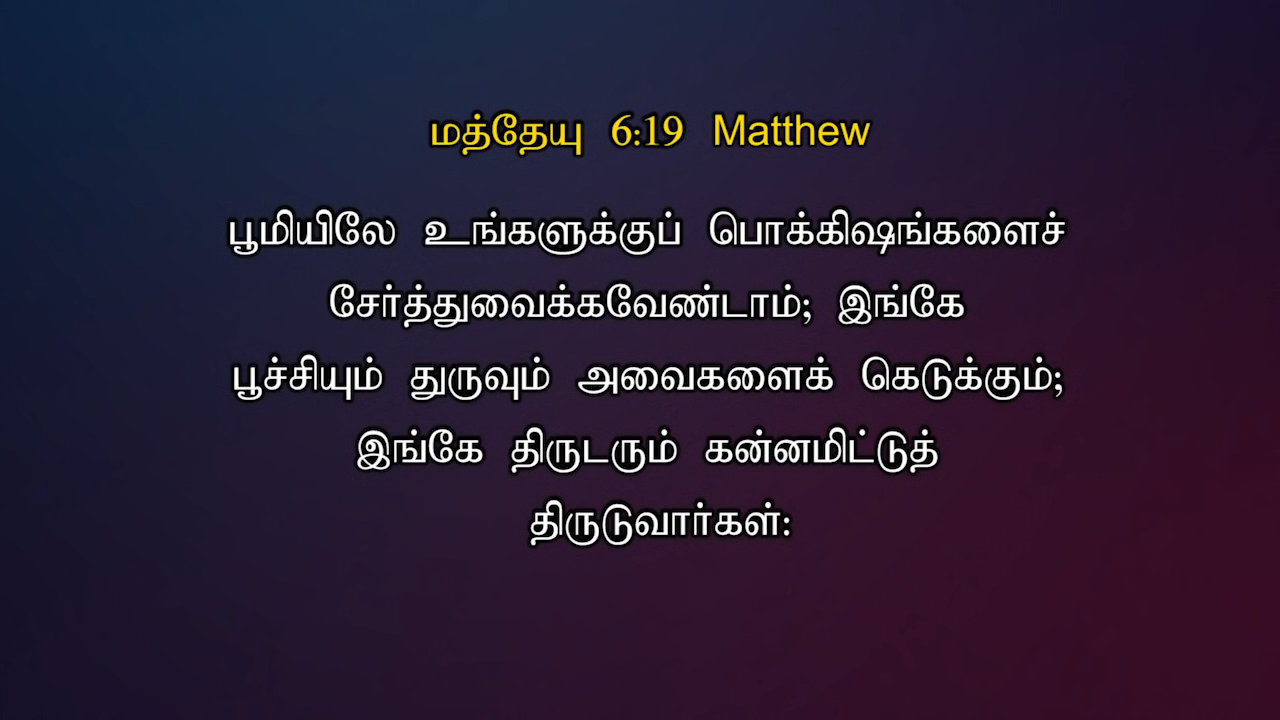 மத்தேயு 6:19 Matthew
பூமியிலே உங்களுக்குப் பொக்கிஷங்களைச்
சேர்த்துவைக்கவேண்டாம்; இங்கே
பூச்சியும் துருவும் அவைகளைக் கெடுக்கும்;
இங்கே திருடரும் கன்னமிட்டுத்
திருடுவார்கள்: